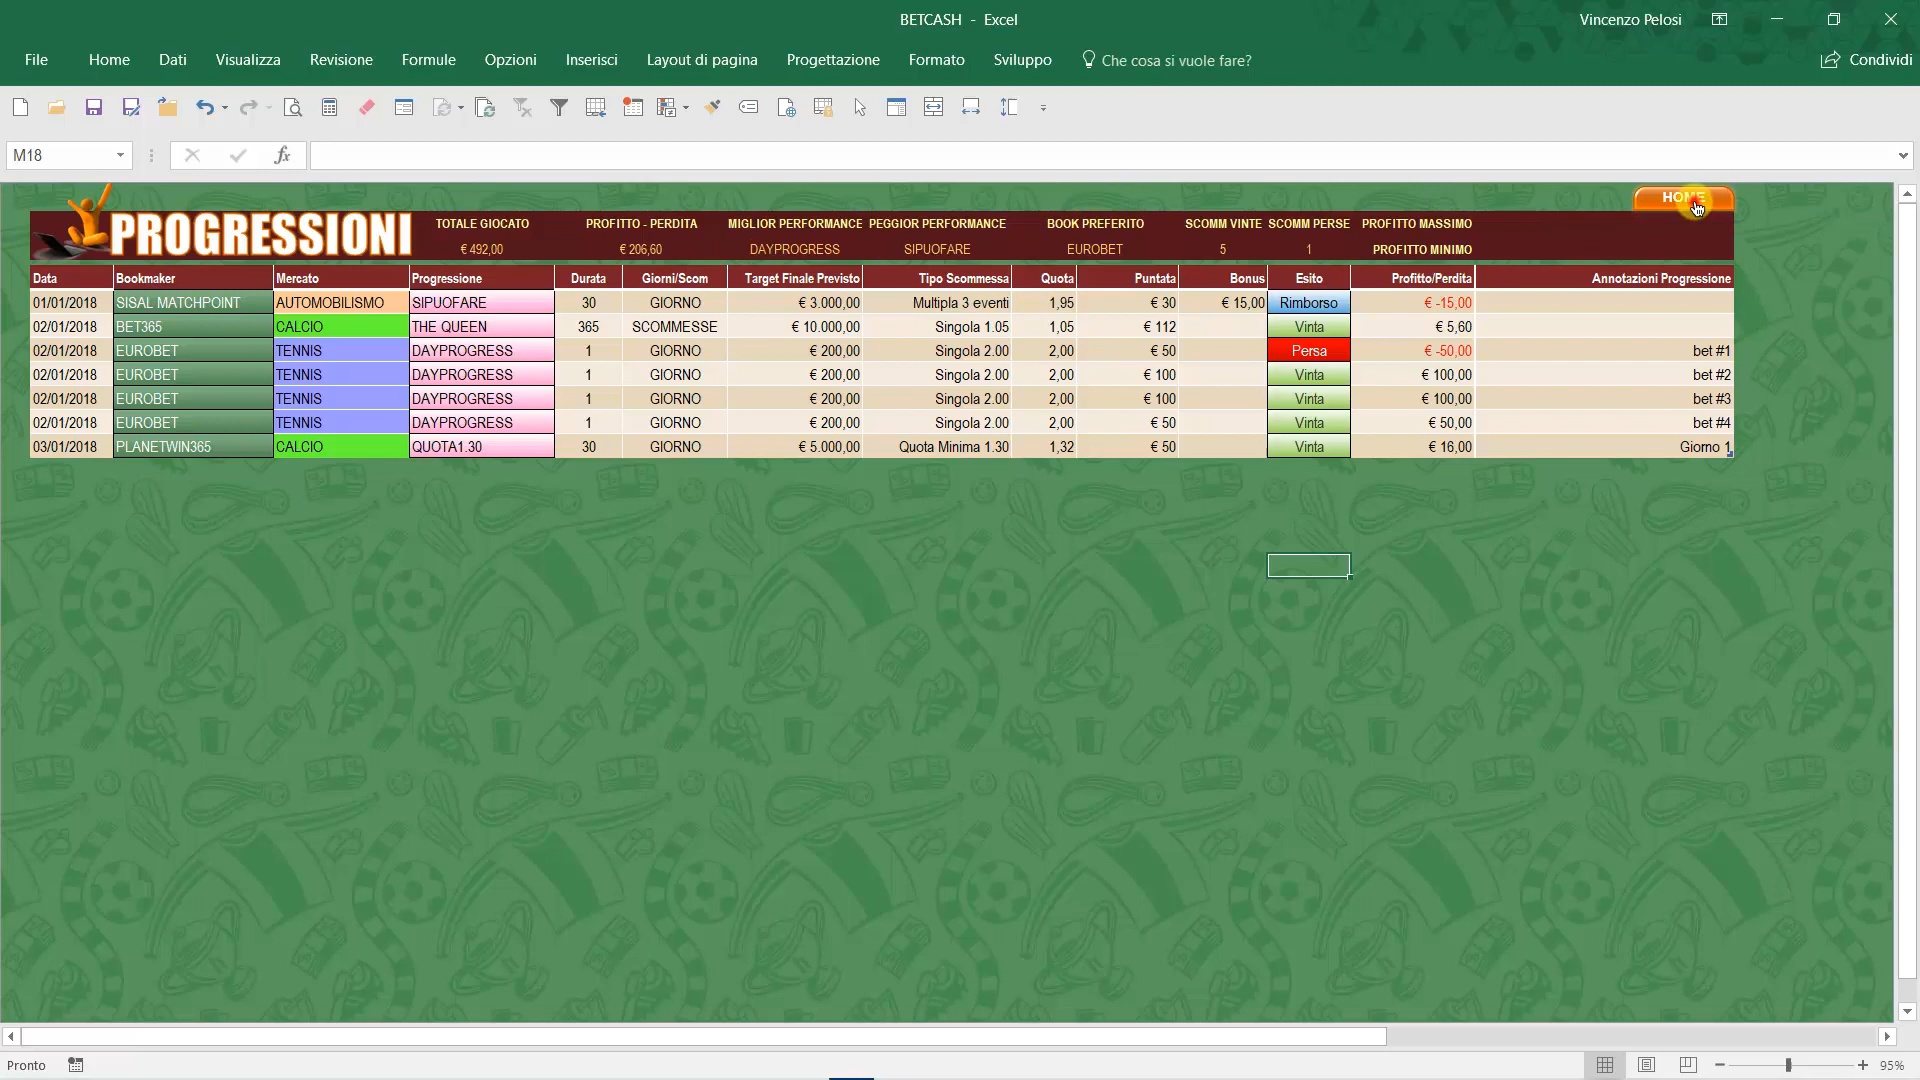 BETCASH - Excel
Vincenzo Pelosi
File Home Dati Visualizza Revisione Formule Opzioni Inserisci Layout di pagina Progettazione Formato Sviluppo Che cosa si vuole fare? Condividi
M18 fx
HOME
PROGRESSIONI
TOTALE GIOCATO PROFITTO - PERDITA MIGLIOR PERFORMANCE PEGGIOR PERFORMANCE BOOK PREFERITO SCOMM VINTE SCOMM PERSE PROFITTO MASSIMO
€ 492,00 € 206,60 DAYPROGRESS SIPUOFARE EUROBET 5 1 PROFITTO MINIMO
Data Bookmaker Mercato Progressione Durata Giorni/Scom Target Finale Previsto Tipo Scommessa Quota Puntata Bonus Esito Profitto/Perdita Annotazioni Progressione
01/01/2018 SISAL MATCHPOINT AUTOMOBILISMO SIPUOFARE 30 GIORNO € 3.000,00 Multipla 3 eventi 1,95 € 30 € 15,00 Rimborso € -15,00
02/01/2018 BET365 CALCIO THE QUEEN 365 SCOMMESSE € 10.000,00 Singola 1.05 1,05 € 112 Vinta € 5,60
02/01/2018 EUROBET TENNIS DAYPROGRESS 1 GIORNO € 200,00 Singola 2.00 2,00 € 50 Persa € -50,00 bet #1
02/01/2018 EUROBET TENNIS DAYPROGRESS 1 GIORNO € 200,00 Singola 2.00 2,00 € 100 Vinta € 100,00 bet #2
02/01/2018 EUROBET TENNIS DAYPROGRESS 1 GIORNO € 200,00 Singola 2.00 2,00 € 100 Vinta € 100,00 bet #3
02/01/2018 EUROBET TENNIS DAYPROGRESS 1 GIORNO € 200,00 Singola 2.00 2,00 € 50 Vinta € 50,00 bet #4
03/01/2018 PLANETWIN365 CALCIO QUOTA1.30 30 GIORNO € 5.000,00 Quota Minima 1.30 1,32 € 50 Vinta € 16,00 Giorno 1
Pronto
95%